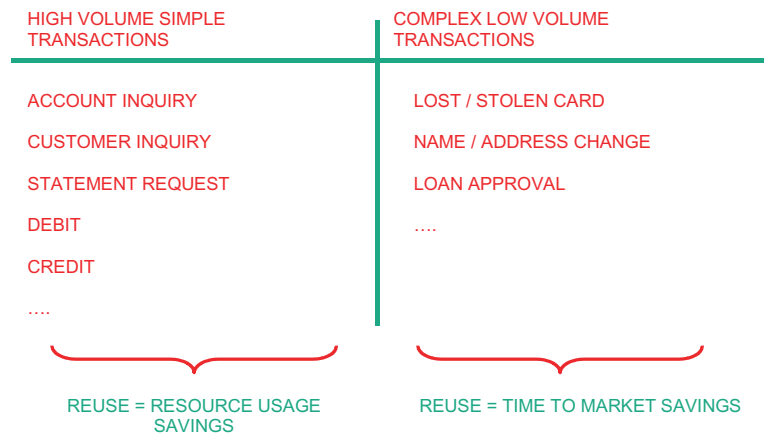 HIGH VOLUME SIMPLE
TRANSACTIONS
COMPLEX LOW VOLUME
TRANSACTIONS
ACCOUNT INQUIRY
CUSTOMER INQUIRY
STATEMENT REQUEST
DEBIT
CREDIT
....
LOST / STOLEN CARD
NAME / ADDRESS CHANGE
LOAN APPROVAL
....
REUSE = RESOURCE USAGE
SAVINGS
REUSE = TIME TO MARKET SAVINGS